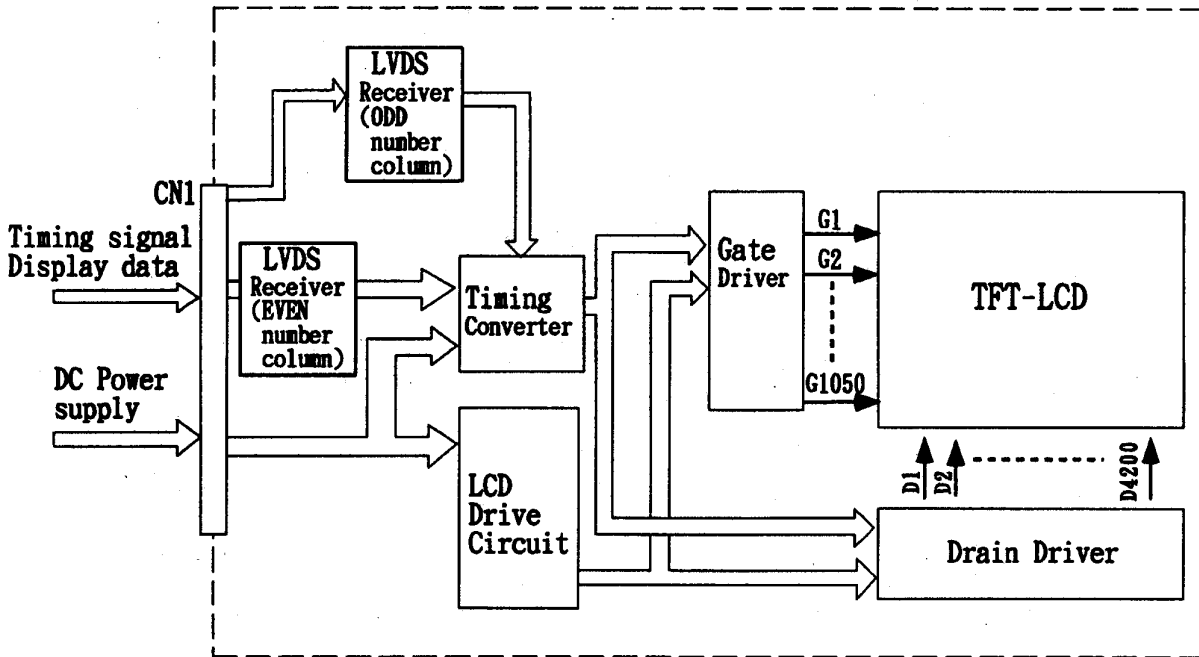 LVDS
Receiver
(ODD
number
column)
CN1
Timing signal
Display data
LVDS
Receiver
(EVEN
number
column)
Timing
Converter
Gate
Driver
G1
G2
G1050
TFT-LCD
DC Power
supply
LCD
Drive
Circuit
D1
D2
D4200
Drain Driver